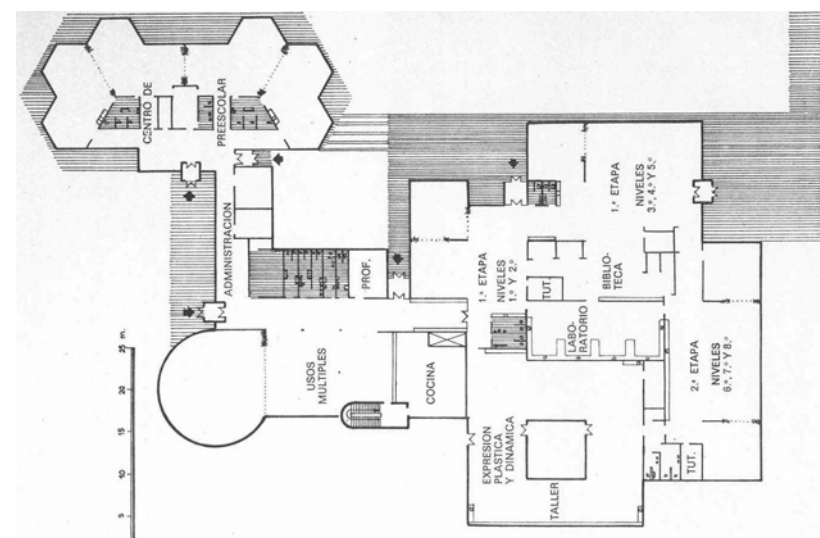 CENTRO DE
PREESCOLAR
ADMINISTRACION
PROF.
USOS
MULTIPLES
COCINA
1.ª ETAPA
NIVELES
1.º Y 2.º
TUT.
1.ª ETAPA
NIVELES
3.º, 4.º Y 5.º
BIBLIO-
TECA
LABO-
RATORIO
2.ª ETAPA
NIVELES
6.º, 7.º Y 8.º
TUT.
EXPRESION
PLASTICA
Y DINAMICA
TALLER
5
10
15
20
25 m.